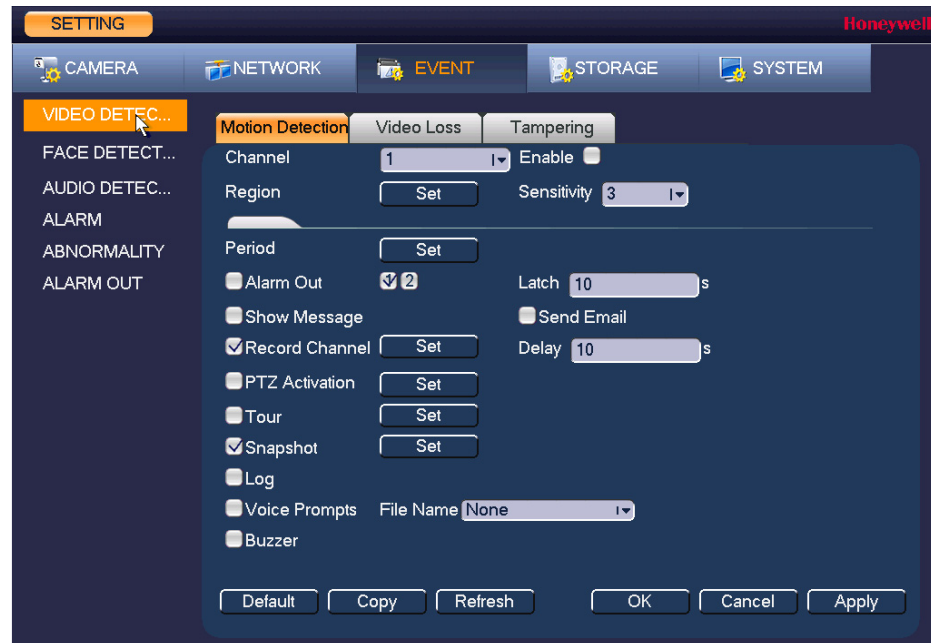 SETTING
Honeywell
CAMERA NETWORK EVENT STORAGE SYSTEM
VIDEO DETEC...
FACE DETECT...
AUDIO DETEC...
ALARM
ABNORMALITY
ALARM OUT
Motion Detection Video Loss Tampering
Channel 1 Enable
Region Set Sensitivity 3
Period Set
Alarm Out 1 2 Latch 10 s
Show Message Send Email
Record Channel Set Delay 10 s
PTZ Activation Set
Tour Set
Snapshot Set
Log
Voice Prompts File Name None
Buzzer
Default Copy Refresh OK Cancel Apply